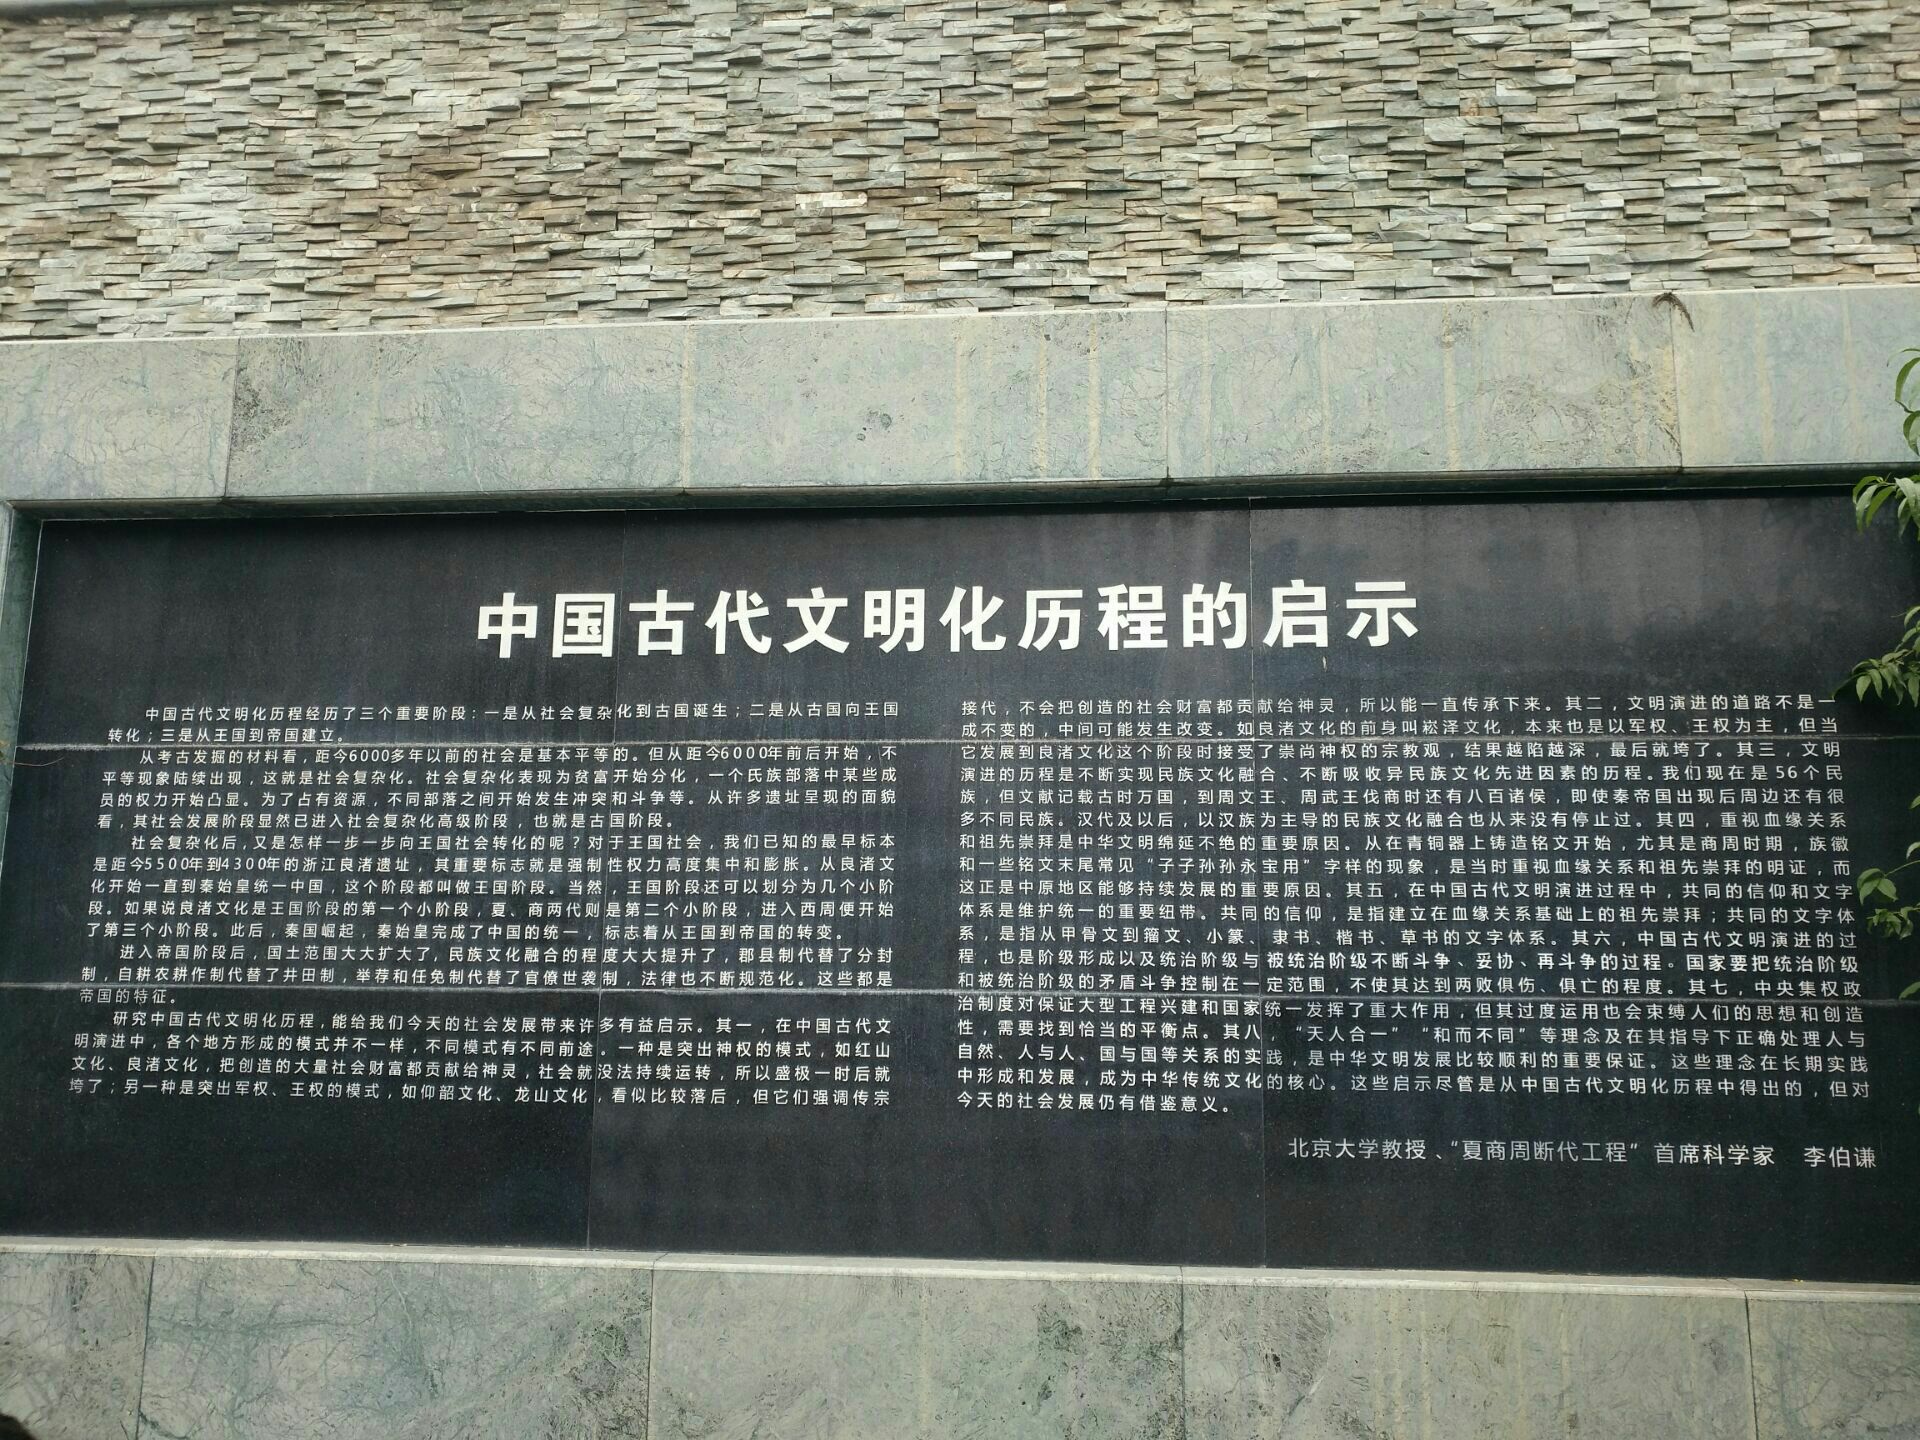 中国古代文明化历程的启示
中国古代文明化历程经历了三个重要阶段：一是从社会复杂化到古国诞生；二是从古国向王国
转化；三是从王国到帝国建立。
从考古发掘的材料看，距今6000多年以前的社会是基本平等的。但从距今6000年前后开始，不
平等现象陆续出现，这就是社会复杂化。社会复杂化表现为贫富开始分化，一个氏族部落中某些成
员的权力开始凸显。为了占有资源，不同部落之间开始发生冲突和斗争等。从许多遗址呈现的面貌
看，其社会发展阶段显然已进入社会复杂化高级阶段，也就是古国阶段。
社会复杂化后，又是怎样一步一步向王国社会转化的呢？对于王国社会，我们已知的最早标本
是距今5500年到4300年的浙江良渚遗址，其重要标志就是强制性权力高度集中和膨胀。从良渚文
化开始一直到秦始皇统一中国，这个阶段都叫做王国阶段。当然，王国阶段还可以划分为几个小阶
段。如果说良渚文化是王国阶段的第一个小阶段，夏、商两代则是第二个小阶段，进入西周便开始
了第三个小阶段。此后，秦国崛起，秦始皇完成了中国的统一，标志着从王国到帝国的转变。
进入帝国阶段后，国土范围大大扩大了，民族文化融合的程度大大提升了，郡县制代替了分封
制，自耕农耕作制代替了井田制，举荐和任免制代替了官僚世袭制，法律也不断规范化。这些都是
帝国的特征。
研究中国古代文明化历程，能给我们今天的社会发展带来许多有益启示。其一，在中国古代文
明演进中，各个地方形成的模式并不一样，不同模式有不同前途。一种是突出神权的模式，如红山
文化、良渚文化，把创造的大量社会财富都贡献给神灵，社会就没法持续运转，所以盛极一时后就
垮了；另一种是突出军权、王权的模式，如仰韶文化、龙山文化，看似比较落后，但它们强调传宗
接代，不会把创造的社会财富都贡献给神灵，所以能一直传承下来。其二，文明演进的道路不是一
成不变的，中间可能发生改变。如良渚文化的前身叫崧泽文化，本来也是以军权、王权为主，但当
它发展到良渚文化这个阶段时接受了崇尚神权的宗教观，结果越陷越深，最后就垮了。其三，文明
演进的历程是不断实现民族文化融合、不断吸收异民族文化先进因素的历程。我们现在是56个民
族，但文献记载古时万国，到周文王、周武王伐商时还有八百诸侯，即使秦帝国出现后周边还有很
多不同民族。汉代及以后，以汉族为主导的民族文化融合也从来没有停止过。其四，重视血缘关系
和祖先崇拜是中华文明绵延不绝的重要原因。从在青铜器上铸造铭文开始，尤其是商周时期，族徽
和一些铭文末尾常见“子子孙孙永宝用”字样的现象，是当时重视血缘关系和祖先崇拜的明证，而
这正是中原地区能够持续发展的重要原因。其五，在中国古代文明演进过程中，共同的信仰和文字
体系是维护统一的重要纽带。共同的信仰，是指建立在血缘关系基础上的祖先崇拜；共同的文字体
系，是指从甲骨文到籀文、小篆、隶书、楷书、草书的文字体系。其六，中国古代文明演进的过
程，也是阶级形成以及统治阶级与被统治阶级不断斗争、妥协、再斗争的过程。国家要把统治阶级
和被统治阶级的矛盾斗争控制在一定范围，不使其达到两败俱伤、俱亡的程度。其七，中央集权政
治制度对保证大型工程兴建和国家统一发挥了重大作用，但其过度运用也会束缚人们的思想和创造
性，需要找到恰当的平衡点。其八，“天人合一”“和而不同”等理念及在其指导下正确处理人与
自然、人与人、国与国等关系的实践，是中华文明发展比较顺利的重要保证。这些理念在长期实践
中形成和发展，成为中华传统文化的核心。这些启示尽管是从中国古代文明化历程中得出的，但对
今天的社会发展仍有借鉴意义。
北京大学教授、“夏商周断代工程”首席科学家 李伯谦